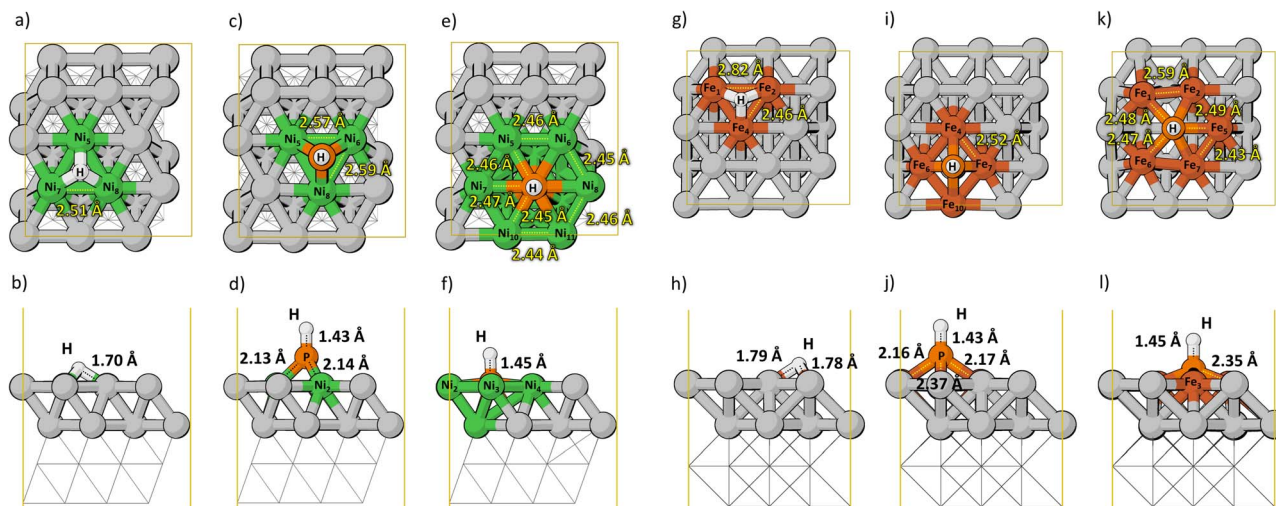 a)
c)
e)
g)
i)
k)
Ni5
H
Ni7
Ni8
2.51 Å
2.57 Å
Ni5
Ni6
H
2.59 Å
Ni8
2.46 Å
Ni5
Ni6
2.46 Å
2.45 Å
Ni7
H
Ni8
2.47 Å
2.45 Å
2.46 Å
Ni10
Ni11
2.44 Å
2.82 Å
Fe1
Fe2
H
2.46 Å
Fe4
Fe4
2.52 Å
Fe6
H
Fe7
Fe10
2.59 Å
Fe1
Fe2
2.48 Å
2.49 Å
H
Fe5
2.47 Å
2.43 Å
Fe6
Fe7
b)
d)
f)
h)
j)
l)
H
1.70 Å
H
1.43 Å
P
2.13 Å
2.14 Å
Ni2
H
1.45 Å
Ni2
Ni3
Ni4
H
1.79 Å
1.78 Å
H
1.43 Å
P
2.16 Å
2.17 Å
2.37 Å
H
1.45 Å
2.35 Å
Fe3